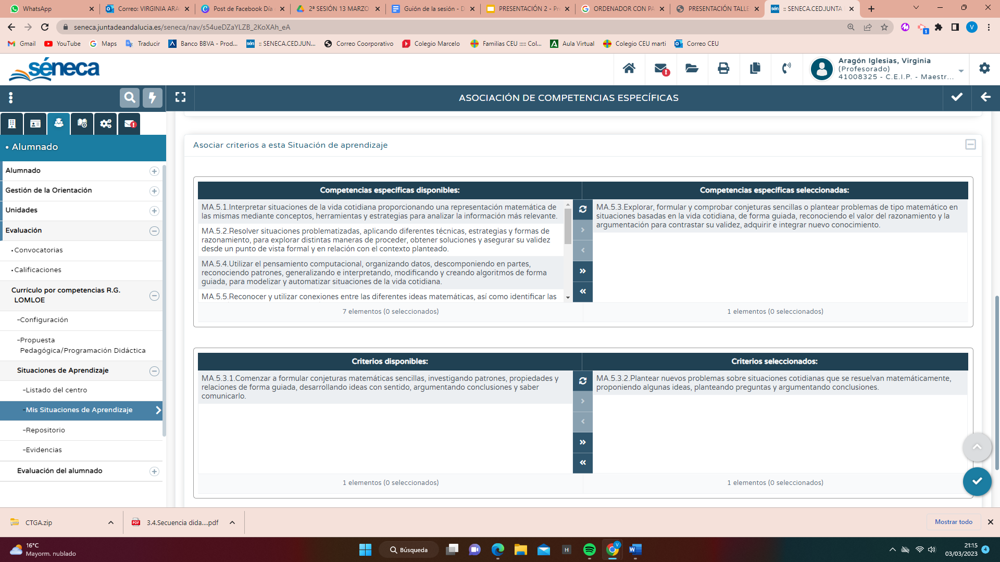 WhatsApp
Correo: VIRGINIA ARA
Post de Facebook Día
2ª SESIÓN 13 MARZO
Guión de la sesión - D
PRESENTACIÓN 2 - Pr
ORDENADOR CON PA
PRESENTACIÓN TALLE
sén :: SENECA.CED.JUNTA
seneca.juntadeandalucia.es/seneca/nav/s54ueDZaYLZB_2KoXAh_eA
V
1
Gmail
YouTube
Maps
Traducir
Banco BBVA - Prod...
sén :: SENECA.CED.JUN...
Correo Coorporativo
Colegio Marcelo
Familias CEU ::::: Col...
Aula Virtual
Colegio CEU marti
Correo CEU
séneca
Aragón Iglesias, Virginia
(Profesorado)
41008325 - C.E.I.P. - Maestr...
ASOCIACIÓN DE COMPETENCIAS ESPECÍFICAS
• Alumnado
Alumnado
Gestión de la Orientación
Unidades
Evaluación
• Convocatorias
• Calificaciones
Currículo por competencias R.G.
LOMLOE
-Configuración
-Propuesta
Pedagógica/Programación Didáctica
Situaciones de Aprendizaje
-Listado del centro
-Mis Situaciones de Aprendizaje
-Repositorio
-Evidencias
Evaluación del alumnado
Asociar criterios a esta Situación de aprendizaje
Competencias específicas disponibles:
MA.5.1.Interpretar situaciones de la vida cotidiana proporcionando una representación matemática de
las mismas mediante conceptos, herramientas y estrategias para analizar la información más relevante.
MA.5.2.Resolver situaciones problematizadas, aplicando diferentes técnicas, estrategias y formas de
razonamiento, para explorar distintas maneras de proceder, obtener soluciones y asegurar su validez
desde un punto de vista formal y en relación con el contexto planteado.
MA.5.4.Utilizar el pensamiento computacional, organizando datos, descomponiendo en partes,
reconociendo patrones, generalizando e interpretando, modificando y creando algoritmos de forma
guiada, para modelizar y automatizar situaciones de la vida cotidiana.
MA.5.5.Reconocer y utilizar conexiones entre las diferentes ideas matemáticas, así como identificar las
7 elementos (0 seleccionados)
Competencias específicas seleccionadas:
MA.5.3.Explorar, formular y comprobar conjeturas sencillas o plantear problemas de tipo matemático en
situaciones basadas en la vida cotidiana, de forma guiada, reconociendo el valor del razonamiento y la
argumentación para contrastar su validez, adquirir e integrar nuevo conocimiento.
1 elementos (0 seleccionados)
Criterios disponibles:
MA.5.3.1.Comenzar a formular conjeturas matemáticas sencillas, investigando patrones, propiedades y
relaciones de forma guiada, desarrollando ideas con sentido, argumentando conclusiones y saber
comunicarlo.
1 elementos (0 seleccionados)
Criterios seleccionados:
MA.5.3.2.Plantear nuevos problemas sobre situaciones cotidianas que se resuelvan matemáticamente,
proponiendo algunas ideas, planteando preguntas y argumentando conclusiones.
1 elementos (0 seleccionados)
CTGA.zip
PDF 3.4.Secuencia dida....pdf
Mostrar todo
16°C
Mayorm. nublado
Búsqueda
H
V
W
21:15
03/03/2023
4